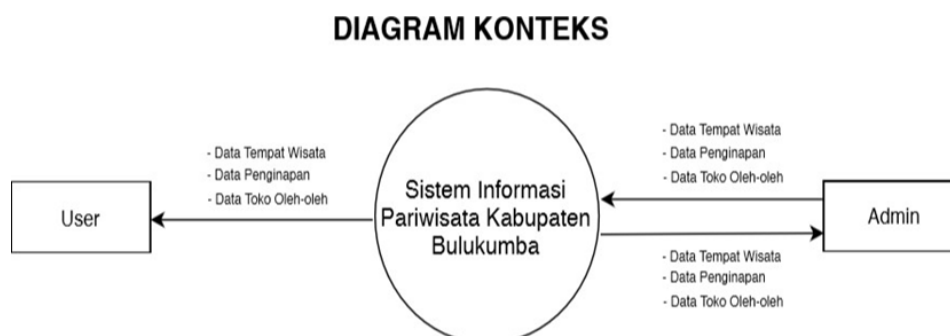 DIAGRAM KONTEKS
- Data Tempat Wisata
- Data Penginapan
- Data Toko Oleh-oleh
User
Sistem Informasi
Pariwisata Kabupaten
Bulukumba
- Data Tempat Wisata
- Data Penginapan
- Data Toko Oleh-oleh
Admin
- Data Tempat Wisata
- Data Penginapan
- Data Toko Oleh-oleh